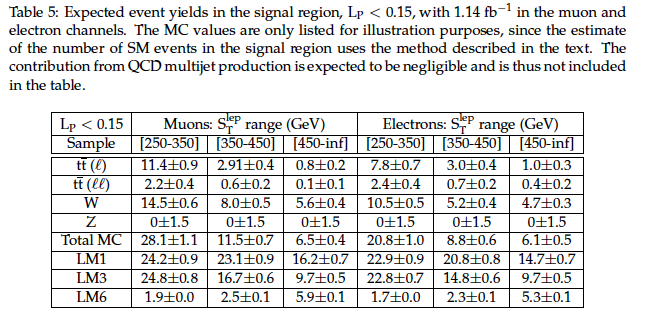 Table 5: Expected event yields in the signal region, LP < 0.15, with 1.14 fb−1 in the muon and
electron channels. The MC values are only listed for illustration purposes, since the estimate
of the number of SM events in the signal region uses the method described in the text. The
contribution from QCD multijet production is expected to be negligible and is thus not included
in the table.
LP < 0.15 Muons: STlep range (GeV) Electrons: STlep range (GeV)
Sample [250-350] [350-450] [450-inf] [250-350] [350-450] [450-inf]
tt̄ (ℓ) 11.4±0.9 2.91±0.4 0.8±0.2 7.8±0.7 3.0±0.4 1.0±0.3
tt̄ (ℓℓ) 2.2±0.4 0.6±0.2 0.1±0.1 2.4±0.4 0.7±0.2 0.4±0.2
W 14.5±0.6 8.0±0.5 5.6±0.4 10.5±0.5 5.2±0.4 4.7±0.3
Z 0±1.5 0±1.5 0±1.5 0±1.5 0±1.5 0±1.5
Total MC 28.1±1.1 11.5±0.7 6.5±0.4 20.8±1.0 8.8±0.6 6.1±0.5
LM1 24.2±0.9 23.1±0.9 16.2±0.7 22.9±0.9 20.8±0.8 14.7±0.7
LM3 24.8±0.8 16.7±0.6 9.7±0.5 22.8±0.7 14.8±0.6 9.7±0.5
LM6 1.9±0.0 2.5±0.1 5.9±0.1 1.7±0.0 2.3±0.1 5.3±0.1